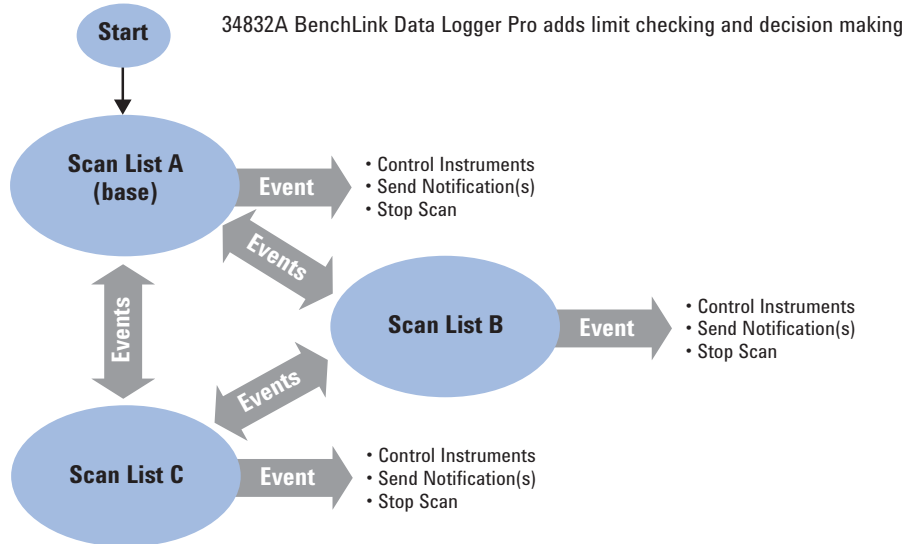 Start
34832A BenchLink Data Logger Pro adds limit checking and decision making
Scan List A
(base)
Event
• Control Instruments
• Send Notification(s)
• Stop Scan
Events
Events
Scan List B
Event
• Control Instruments
• Send Notification(s)
• Stop Scan
Events
Scan List C
Event
• Control Instruments
• Send Notification(s)
• Stop Scan